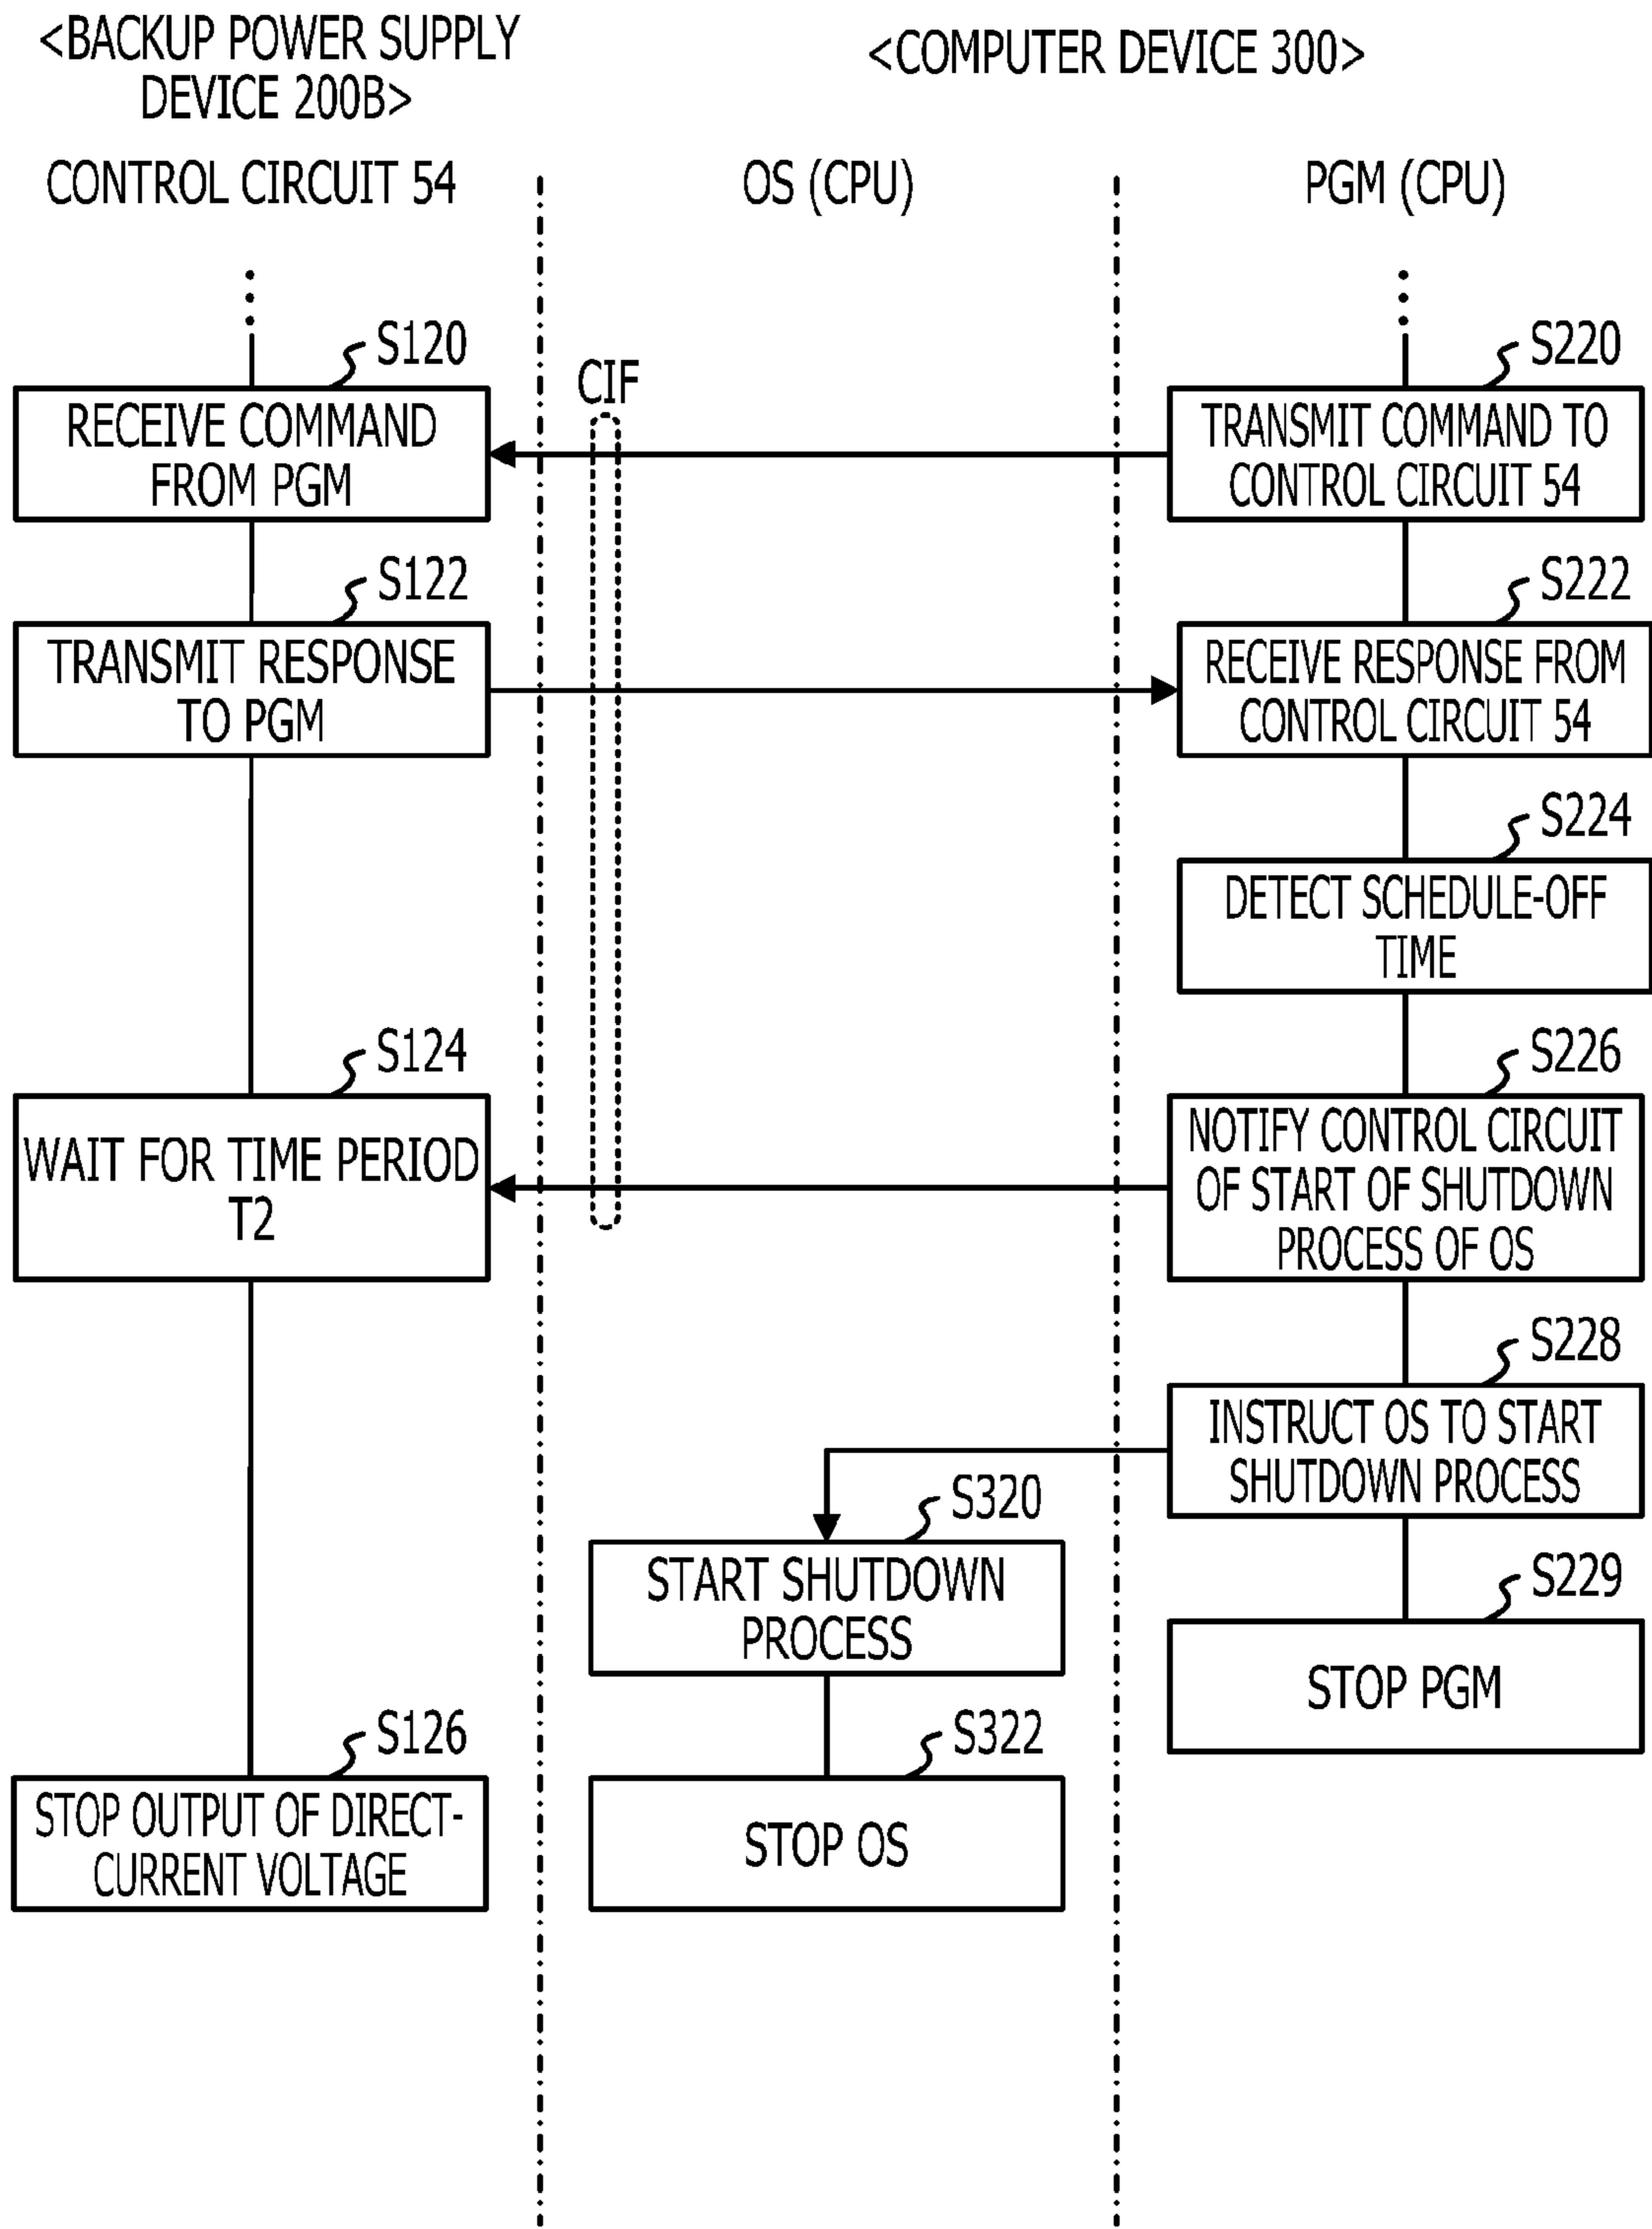 <BACKUP POWER SUPPLY
DEVICE 200B>
<COMPUTER DEVICE 300>
CONTROL CIRCUIT 54
OS (CPU)
PGM (CPU)
S120
RECEIVE COMMAND
FROM PGM
CIF
S220
TRANSMIT COMMAND TO
CONTROL CIRCUIT 54
S122
TRANSMIT RESPONSE
TO PGM
S222
RECEIVE RESPONSE FROM
CONTROL CIRCUIT 54
S224
DETECT SCHEDULE-OFF
TIME
S124
WAIT FOR TIME PERIOD
T2
S226
NOTIFY CONTROL CIRCUIT
OF START OF SHUTDOWN
PROCESS OF OS
S228
INSTRUCT OS TO START
SHUTDOWN PROCESS
S320
START SHUTDOWN
PROCESS
S229
STOP PGM
S126
STOP OUTPUT OF DIRECT-
CURRENT VOLTAGE
S322
STOP OS